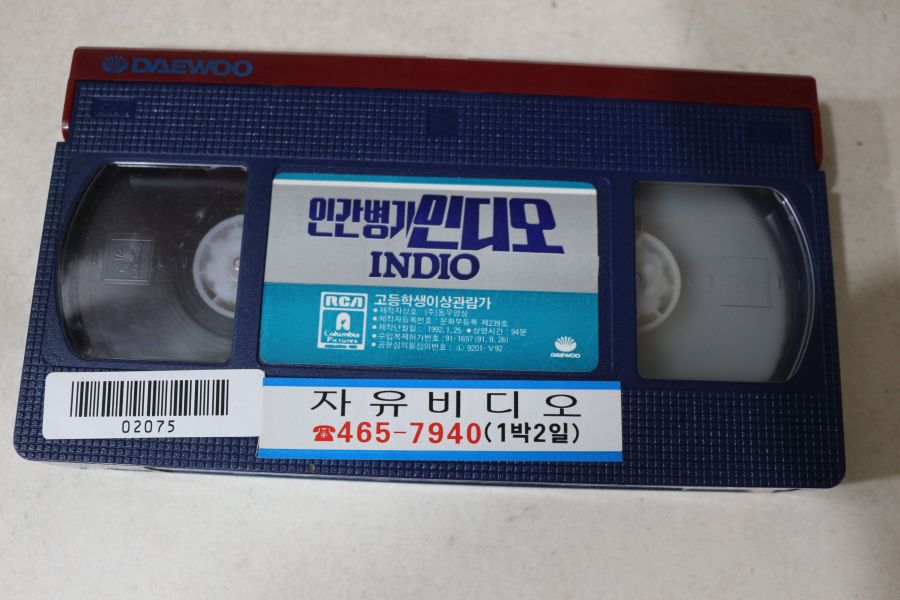 DAEWOO
인간병기 인디오
INDIO
RCA
Columbia
Pictures
고등학생이상관람가
• 제작자상호 : (주)동우영상
• 제작자등록번호 : 문화부등록 제239호
• 제작년월일 : 1992. 1. 25 • 상영시간 : 94분
• 수입복제허가번호 : 91-1697 (91. 9. 26)
• 공윤심의필심의번호 : 9201-V92
DAEWOO
02075
자유비디오
☎465-7940(1박2일)